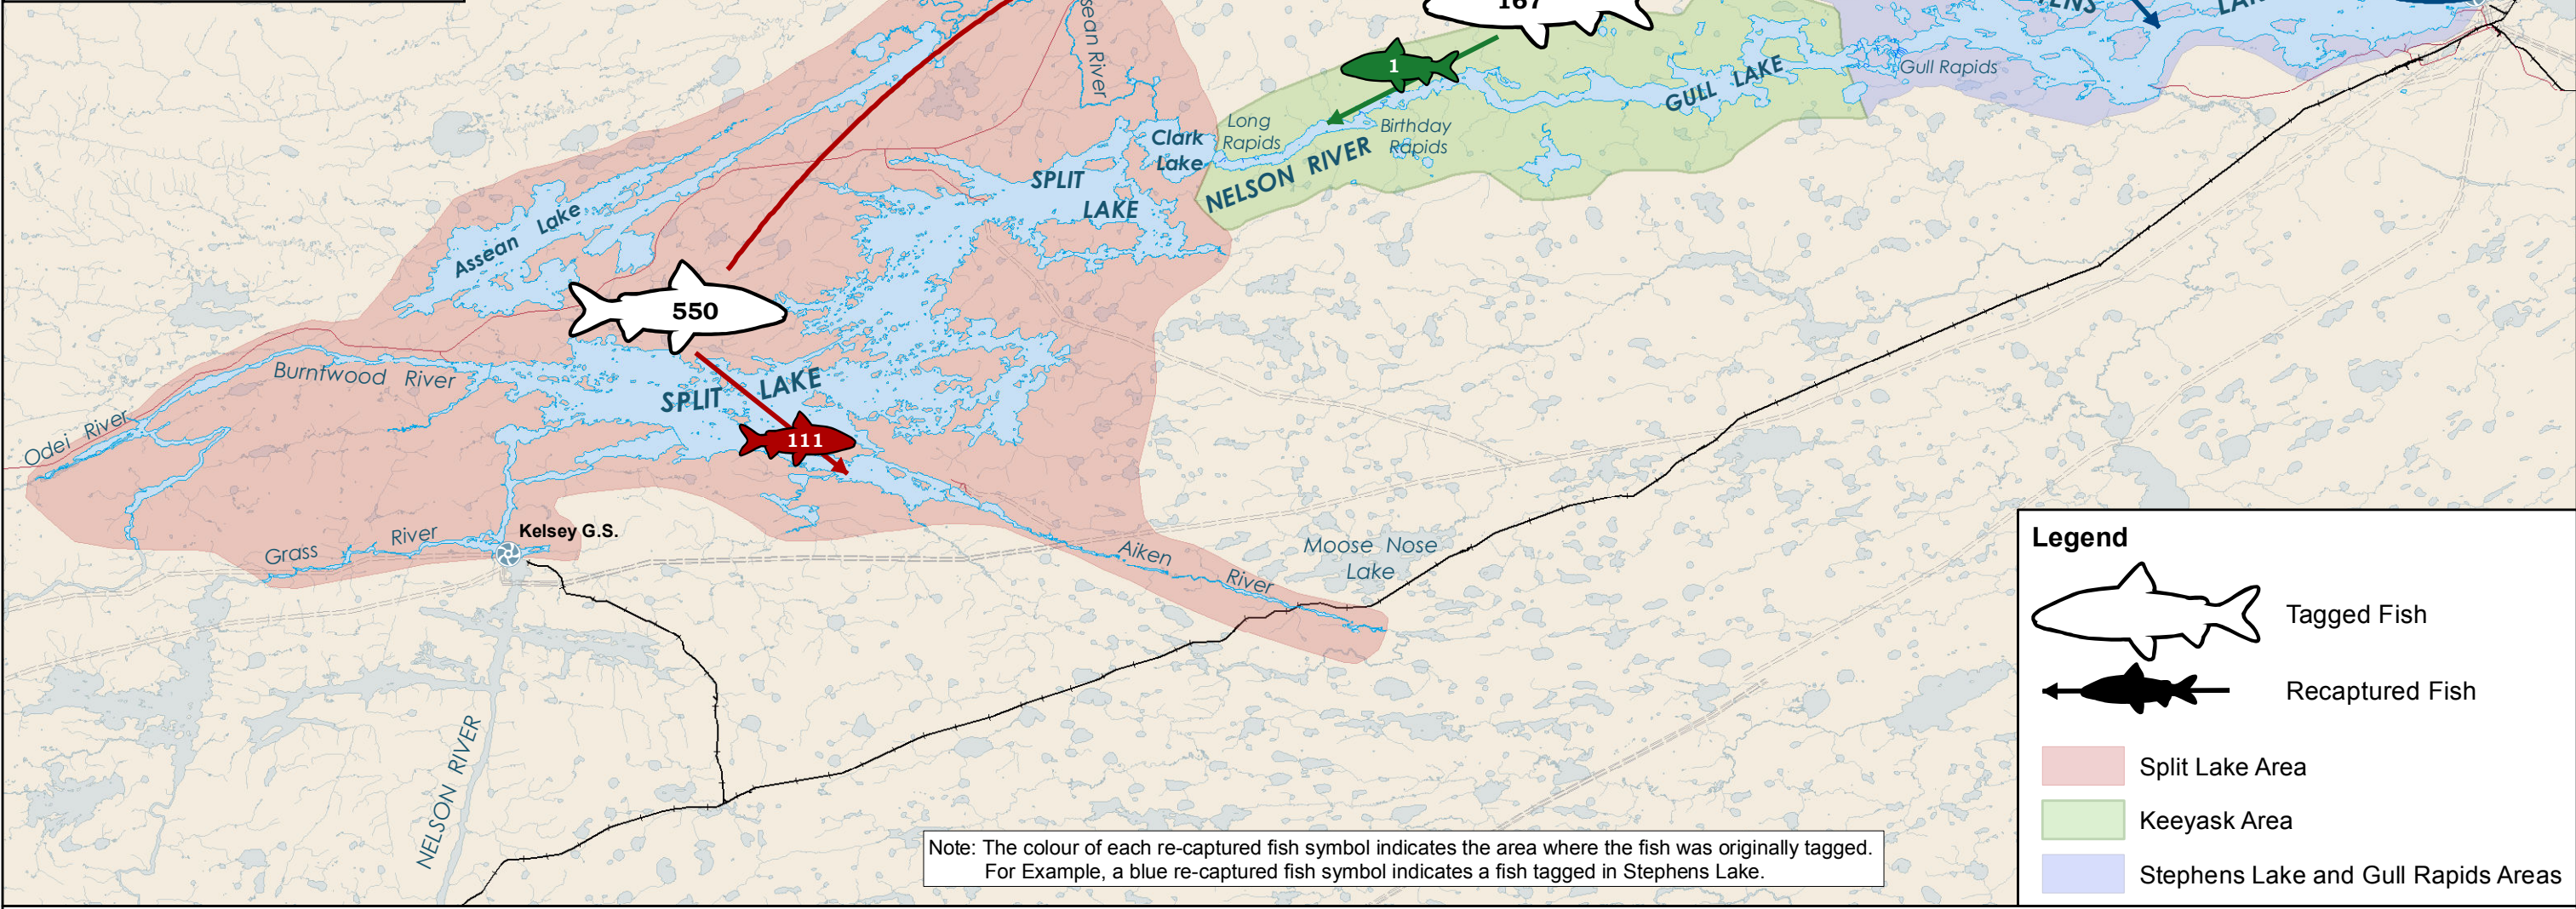 167
1
Gull Rapids
GULL LAKE
Long
Rapids
Birthday
Rapids
NELSON RIVER
Clark
Lake
SPLIT
LAKE
Assean Lake
550
Burntwood River
SPLIT LAKE
111
Odei River
Kelsey G.S.
Grass River
Aiken River
Moose Nose
Lake
NELSON RIVER
Legend
Tagged Fish
Recaptured Fish
Split Lake Area
Keeyask Area
Stephens Lake and Gull Rapids Areas
Note: The colour of each re-captured fish symbol indicates the area where the fish was originally tagged.
For Example, a blue re-captured fish symbol indicates a fish tagged in Stephens Lake.